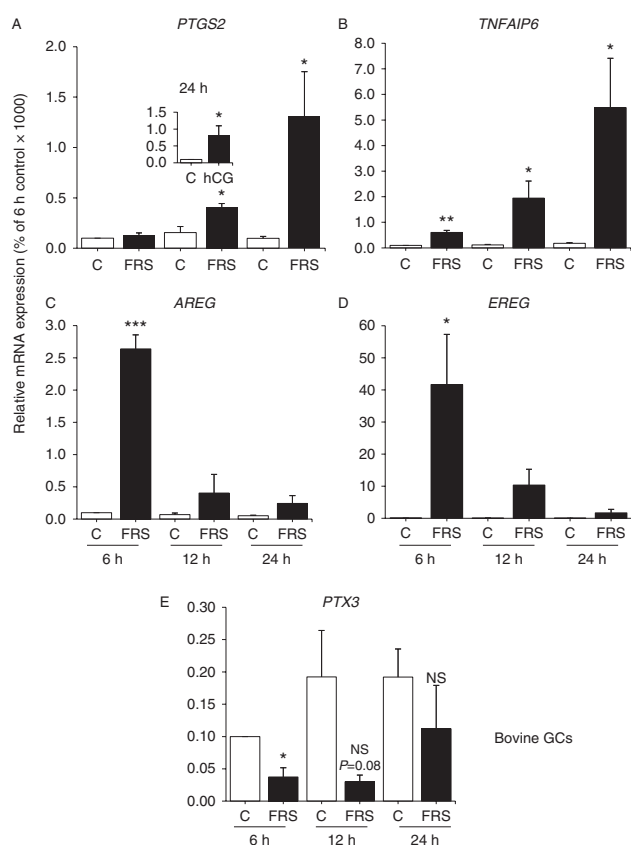 A
PTGS2
2.0
1.5
1.0
0.5
0.0
24 h
1.5
1.0
0.5
0.0
*
C hCG
*
*
C FRS C FRS C FRS
B
TNFAIP6
8.0
7.0
6.0
5.0
4.0
3.0
2.0
1.0
0.0
**
*
*
C FRS C FRS C FRS
Relative mRNA expression (% of 6 h control × 1000)
C
AREG
3.0
2.5
2.0
1.5
1.0
0.5
0.0
***
C FRS C FRS C FRS
6 h 12 h 24 h
D
EREG
60
50
40
30
20
10
0
*
C FRS C FRS C FRS
6 h 12 h 24 h
E
PTX3
0.30
0.25
0.20
0.15
0.10
0.05
0.00
*
NS
P=0.08
NS
C FRS C FRS C FRS
6 h 12 h 24 h
Bovine GCs